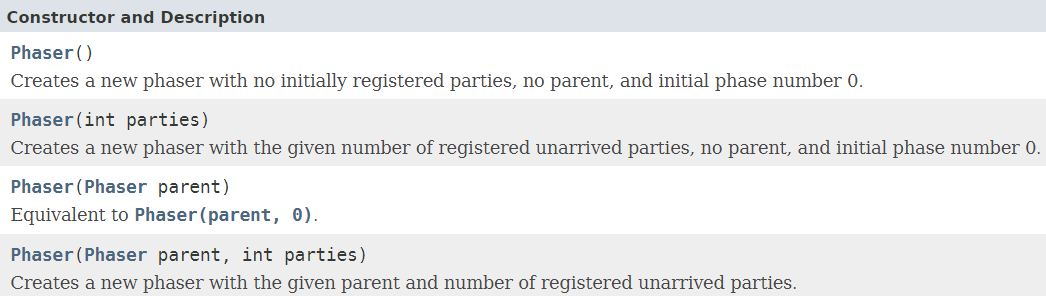 Constructor and Description
Phaser()
Creates a new phaser with no initially registered parties, no parent, and initial phase number 0.
Phaser(int parties)
Creates a new phaser with the given number of registered unarrived parties, no parent, and initial phase number 0.
Phaser(Phaser parent)
Equivalent to Phaser(parent, 0).
Phaser(Phaser parent, int parties)
Creates a new phaser with the given parent and number of registered unarrived parties.